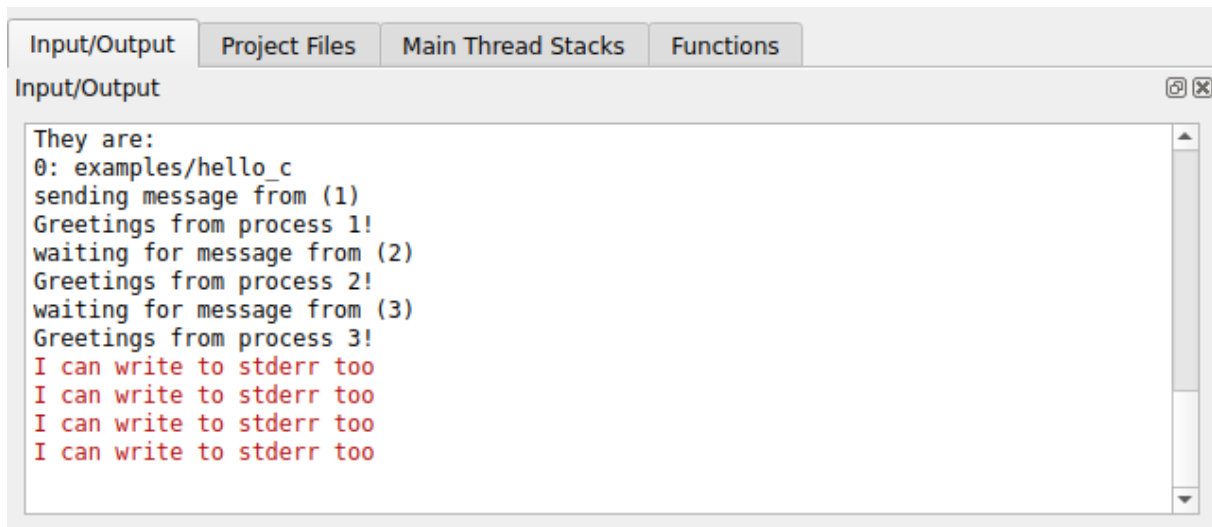 Input/Output Project Files Main Thread Stacks Functions
Input/Output
They are:
0: examples/hello_c
sending message from (1)
Greetings from process 1!
waiting for message from (2)
Greetings from process 2!
waiting for message from (3)
Greetings from process 3!
I can write to stderr too
I can write to stderr too
I can write to stderr too
I can write to stderr too